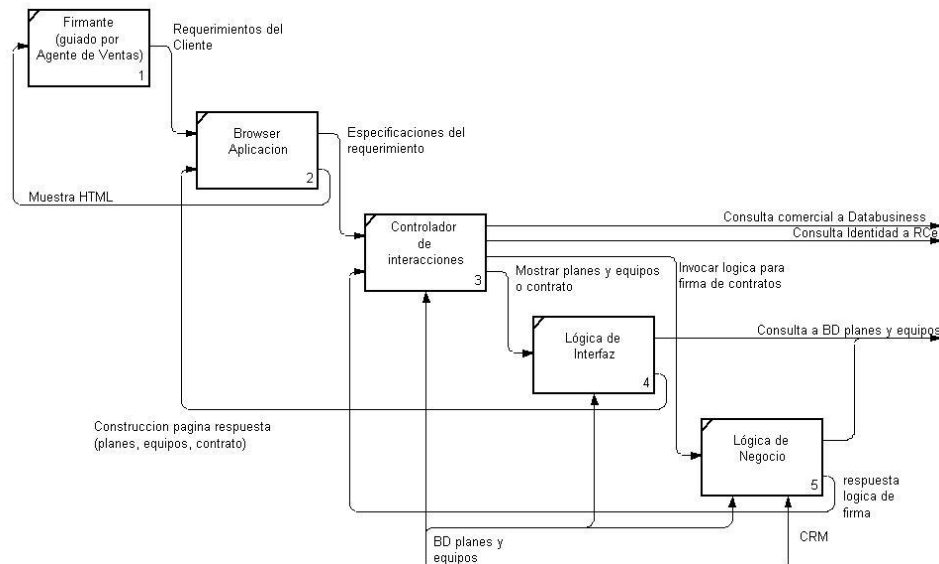 Firmante
(guiado por
Agente de Ventas)
1
Requerimientos del
Cliente
Browser
Aplicacion
2
Especificaciones del
requerimiento
Muestra HTML
Controlador
de
interacciones
3
Consulta comercial a Databusiness
Consulta Identidad a RCe
Mostrar planes y equipos
o contrato
Invocar logica para
firma de contratos
Lógica de
Interfaz
4
Consulta a BD planes y equipos
Construccion pagina respuesta
(planes, equipos, contrato)
Lógica de
Negocio
5
respuesta
logica de
firma
BD planes y
equipos
CRM